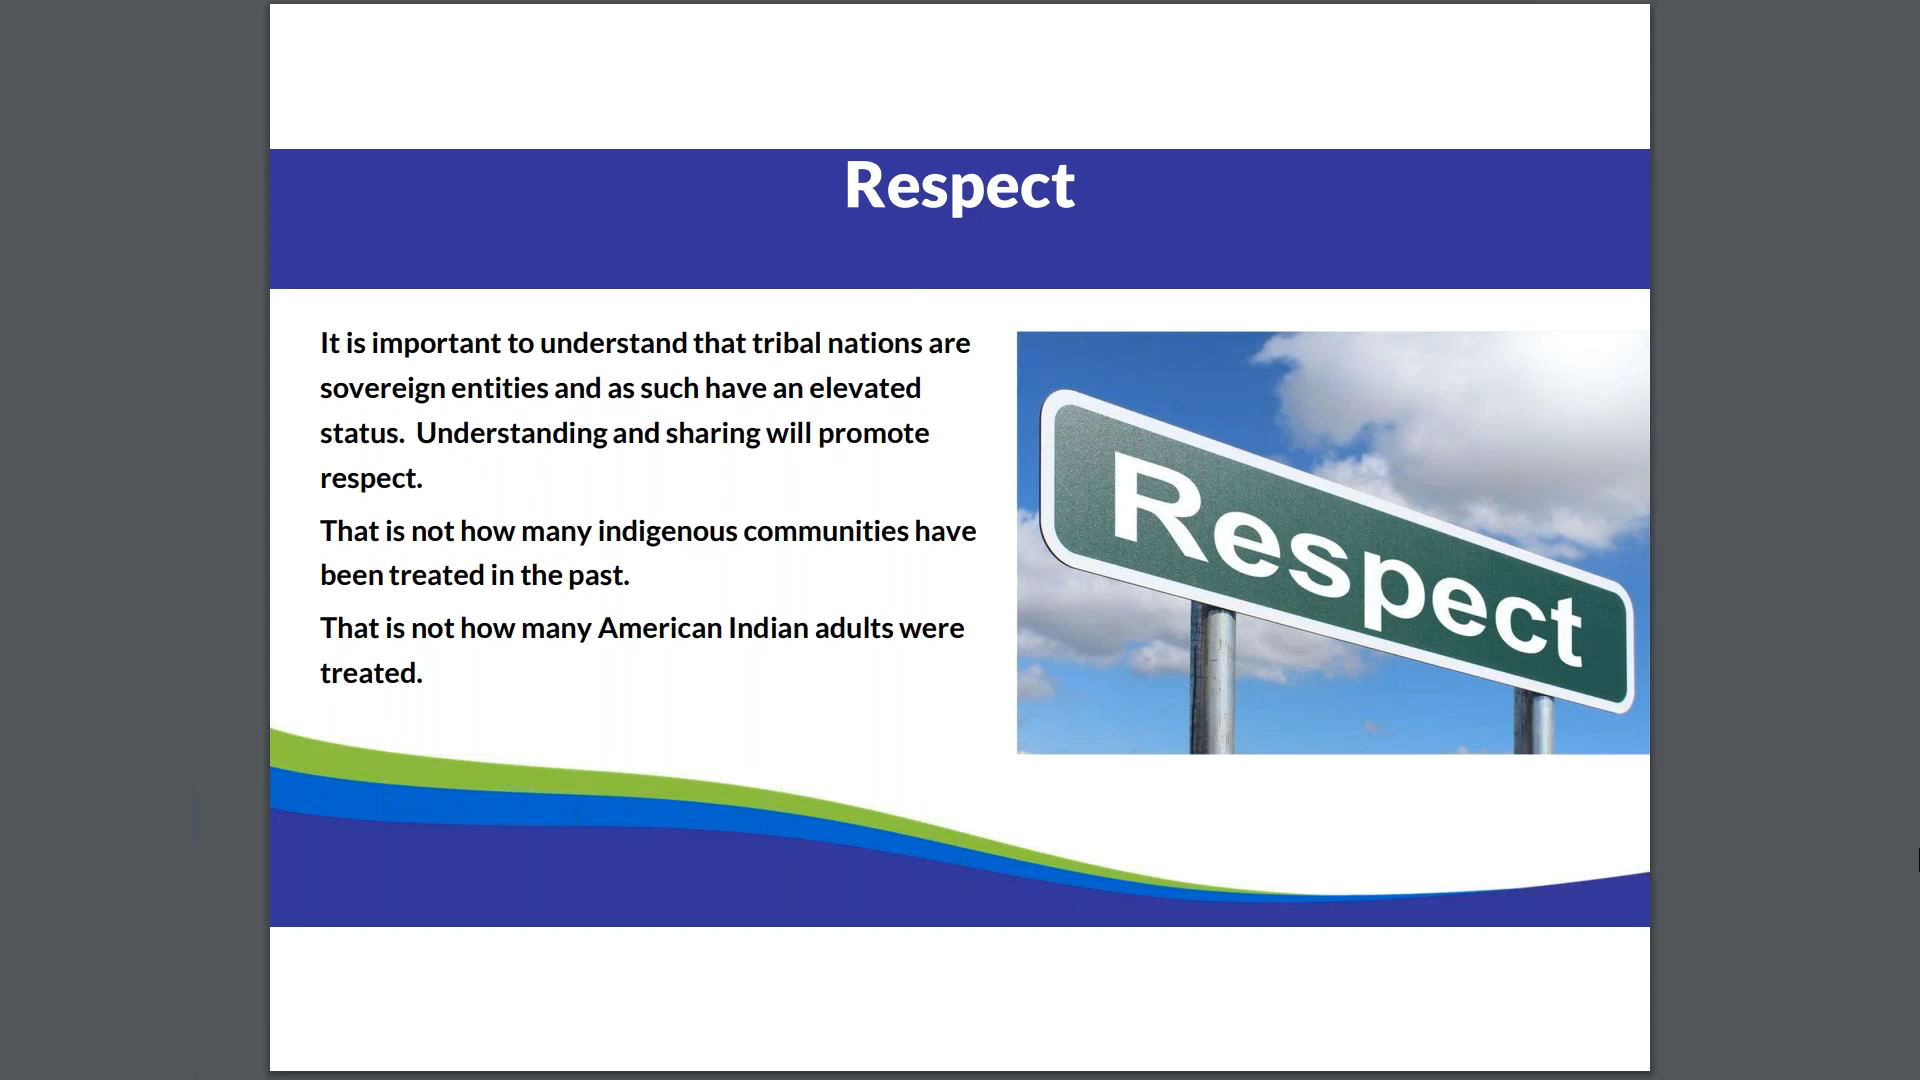 Respect
It is important to understand that tribal nations are
sovereign entities and as such have an elevated
status.  Understanding and sharing will promote
respect.
That is not how many indigenous communities have
been treated in the past.
That is not how many American Indian adults were
treated.
Respect